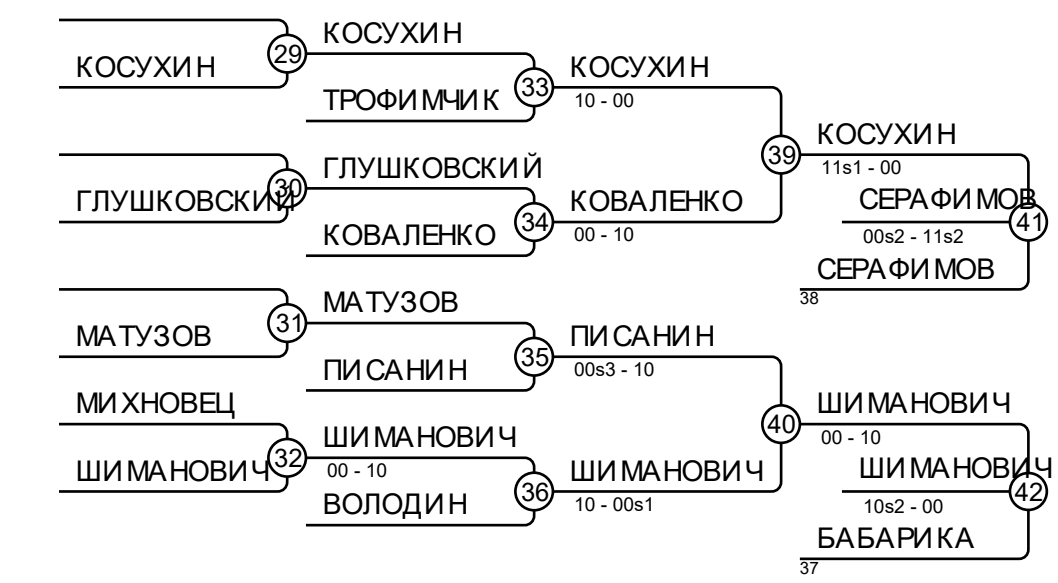 КОСУХИН
29
КОСУХИН
ТРОФИМЧИК
33
КОСУХИН
10 - 00
ГЛУШКОВСКИЙ
30
ГЛУШКОВСКИЙ
КОВАЛЕНКО
34
КОВАЛЕНКО
00 - 10
39
КОСУХИН
11s1 - 00
СЕРАФИМОВ
00s2 - 11s2
41
СЕРАФИМОВ
38
МАТУЗОВ
31
МАТУЗОВ
ПИСАНИН
35
ПИСАНИН
00s3 - 10
МИХНОВЕЦ
ШИМАНОВИЧ
32
ШИМАНОВИЧ
00 - 10
ВОЛОДИН
36
ШИМАНОВИЧ
10 - 00s1
40
ШИМАНОВИЧ
00 - 10
ШИМАНОВИЧ
10s2 - 00
42
БАБАРИКА
37